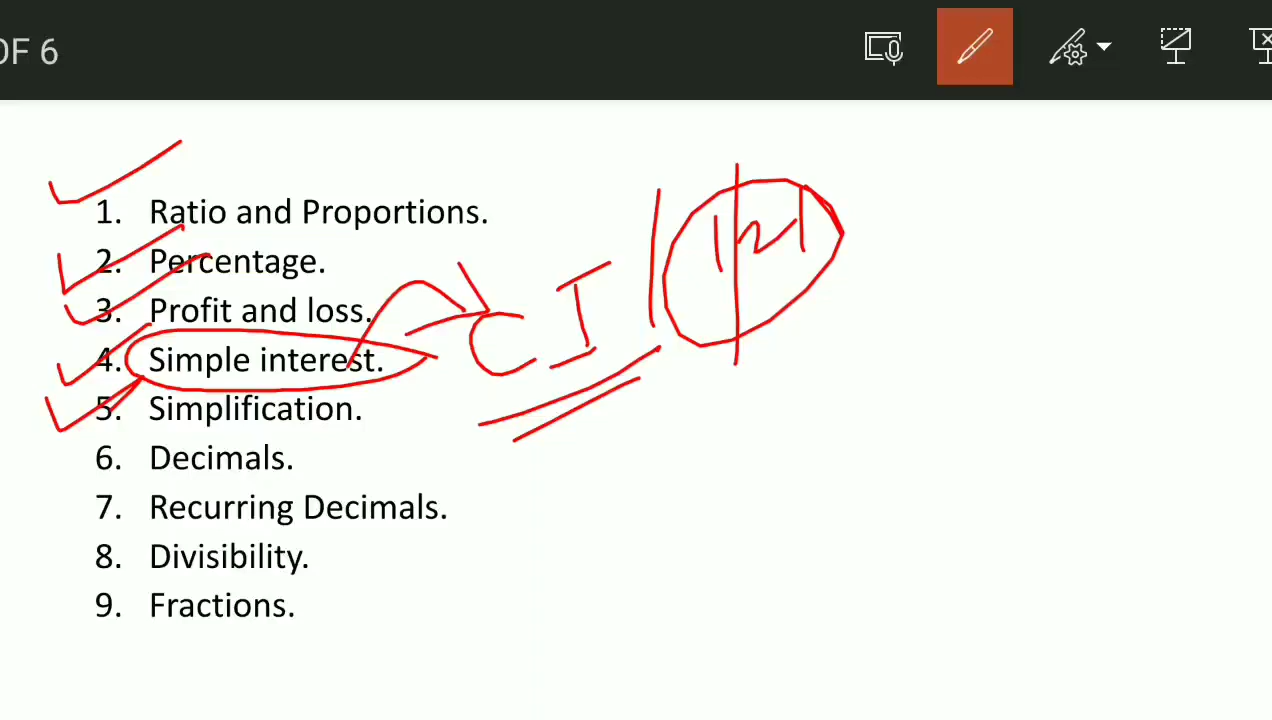 OF 6
1. Ratio and Proportions.
2. Percentage.
3. Profit and loss.
4. Simple interest.
CI
5. Simplification.
6. Decimals.
7. Recurring Decimals.
8. Divisibility.
9. Fractions.